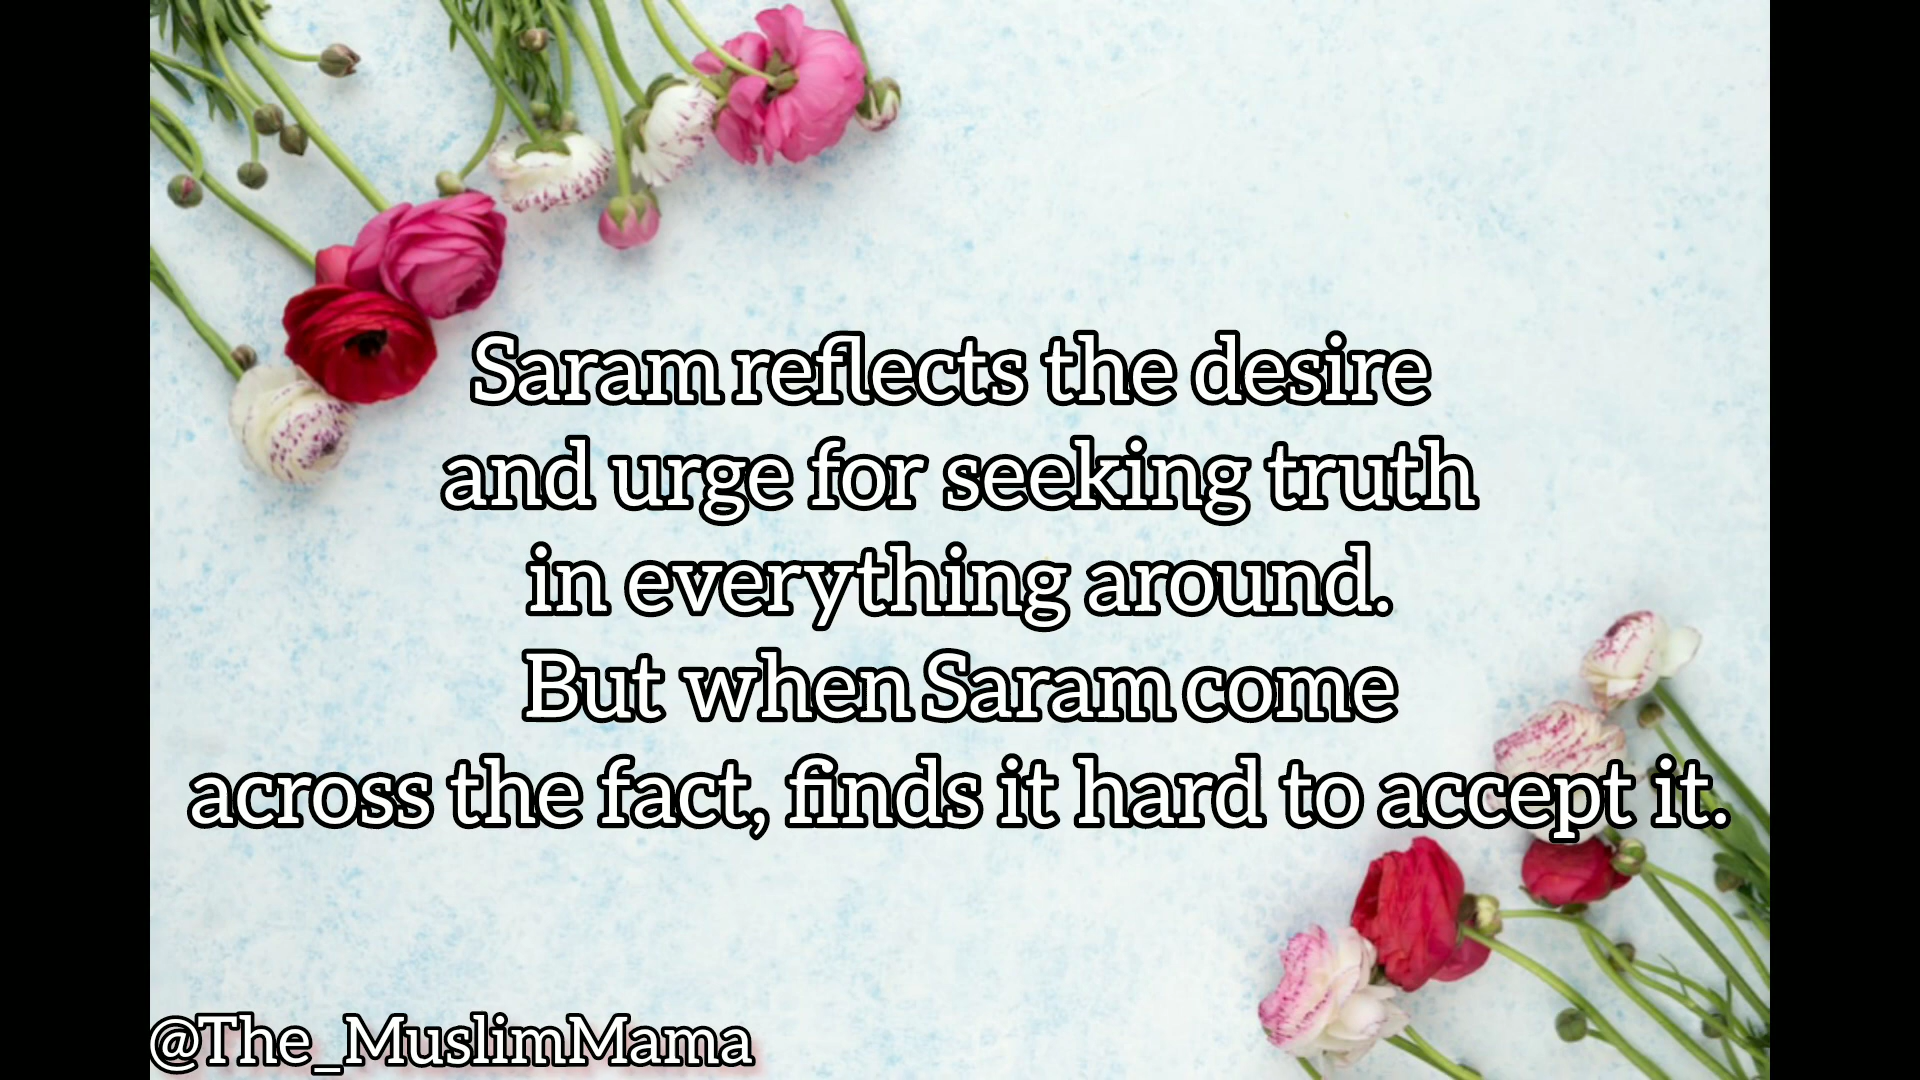 Saram reflects the desire
and urge for seeking truth
in everything around.
But when Saram come
across the fact, finds it hard to accept it.
@The_MuslimMama